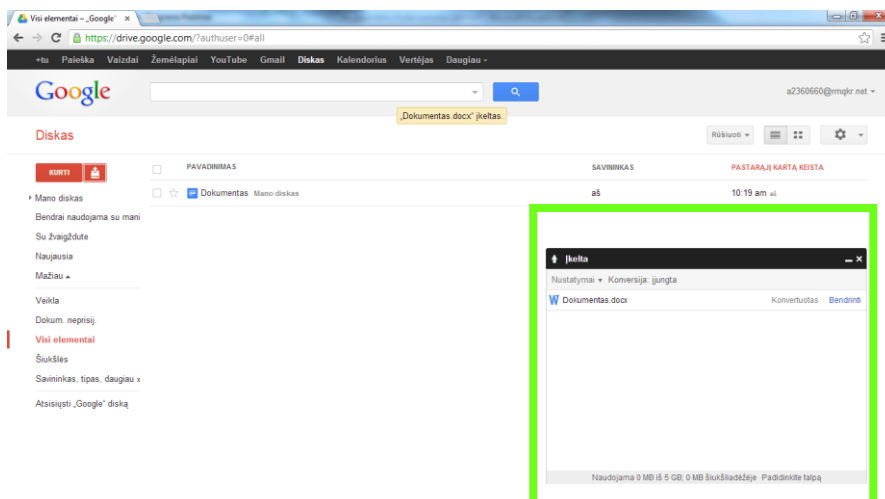 Visi elementai – „Google“ ×
https://drive.google.com/?authuser=0#all
+tu Paieška Vaizdai Žemėlapiai YouTube Gmail Diskas Kalendorius Vertėjas Daugiau
Google
a2360660@rmqkr.net
„Dokumentas.docx“ įkeltas.
Diskas
Rūšiuoti
KURTI
PAVADINIMAS SAVININKAS PASTARĄJĮ KARTĄ KEISTA
Dokumentas Mano diskas aš 10:19 am aš
Mano diskas
Bendrai naudojama su mani
Su žvaigždute
Naujausia
Mažiau
Veikla
Dokum. neprisij.
Visi elementai
Šiukšlės
Savininkas, tipas, daugiau
Atsisiųsti „Google“ diską
Įkelta
Nustatymai Konversija: įjungta
W Dokumentas.docx Konvertuotas Bendrinti
Naudojama 0 MB iš 5 GB; 0 MB šiukšliadėžėje Padidinkite talpą